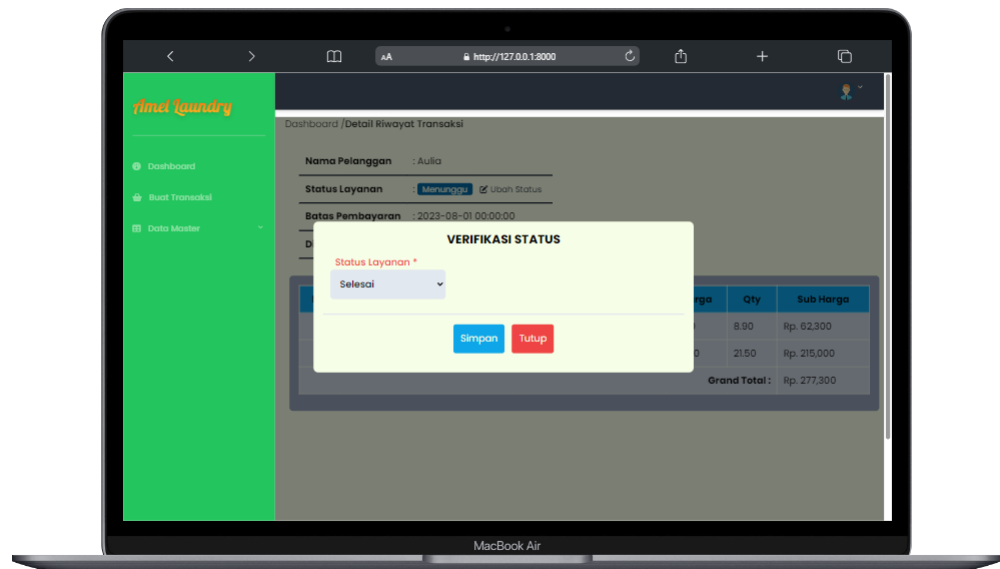 AA http://127.0.0.1:8000
Amel Laundry
Dashboard / Detail Riwayat Transaksi
Dashboard
Buat Transaksi
Data Master
Nama Pelanggan : Aulia
Status Layanan : Menunggu Ubah Status
Batas Pembayaran : 2023-08-01 00:00:00
VERIFIKASI STATUS
Status Layanan *
Selesai
Simpan Tutup
Qty Sub Harga
8.90 Rp. 62,300
21.50 Rp. 215,000
Grand Total : Rp. 277,300
MacBook Air